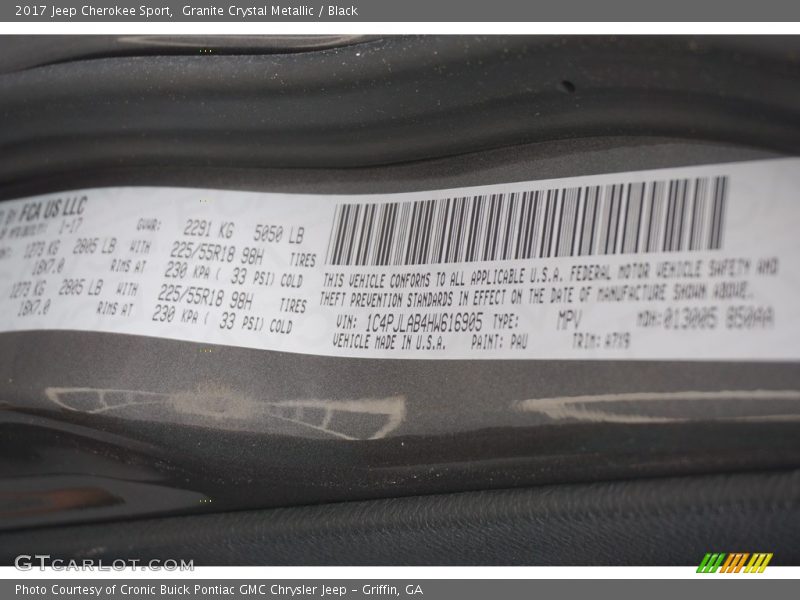 2017 Jeep Cherokee Sport, Granite Crystal Metallic / Black
BY FCA US LLC
1-17 GVWR: 2291 KG 5050 LB
1273 KG 2805 LB WITH 225/55R18 98H TIRES
18X7.0 RIMS AT 230 KPA ( 33 PSI) COLD
1273 KG 2805 LB WITH 225/55R18 98H TIRES
18X7.0 RIMS AT 230 KPA ( 33 PSI) COLD
THIS VEHICLE CONFORMS TO ALL APPLICABLE U.S.A. FEDERAL MOTOR VEHICLE SAFETY AND
THEFT PREVENTION STANDARDS IN EFFECT ON THE DATE OF MANUFACTURE SHOWN ABOVE.
VIN: 1C4PJLAB4HW616905 TYPE: MPV MDH: 013005 850AA
VEHICLE MADE IN U.S.A. PAINT: PAU TRIM: A7X9
GTCARLOT.COM
Photo Courtesy of Cronic Buick Pontiac GMC Chrysler Jeep - Griffin, GA